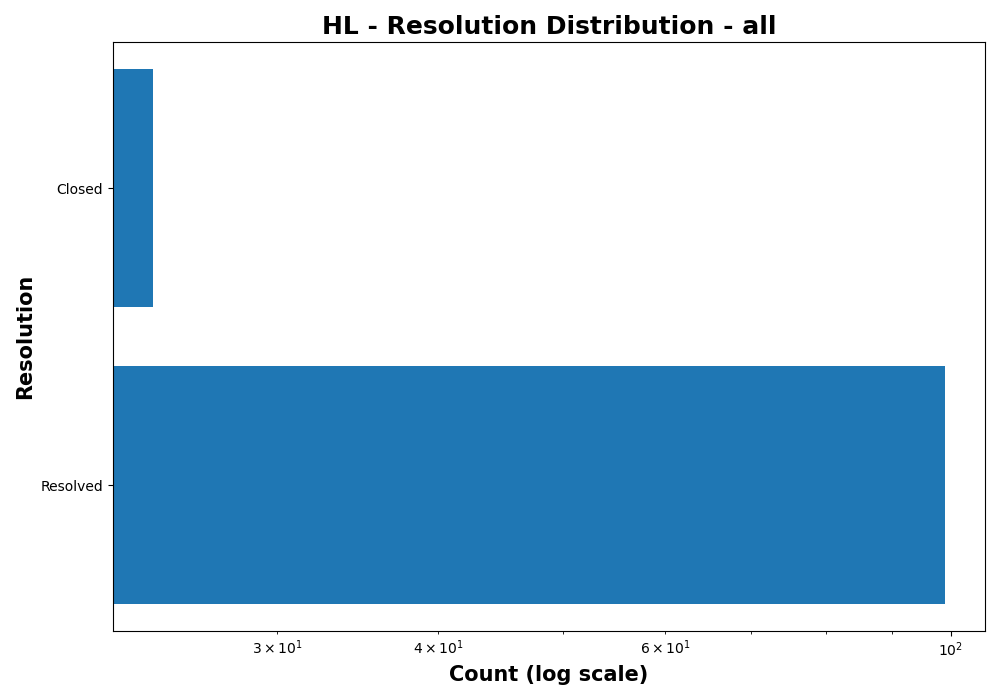 HL - Resolution Distribution - all
Closed
Resolved
Resolution
3 × 10¹
4 × 10¹
6 × 10¹
10²
Count (log scale)